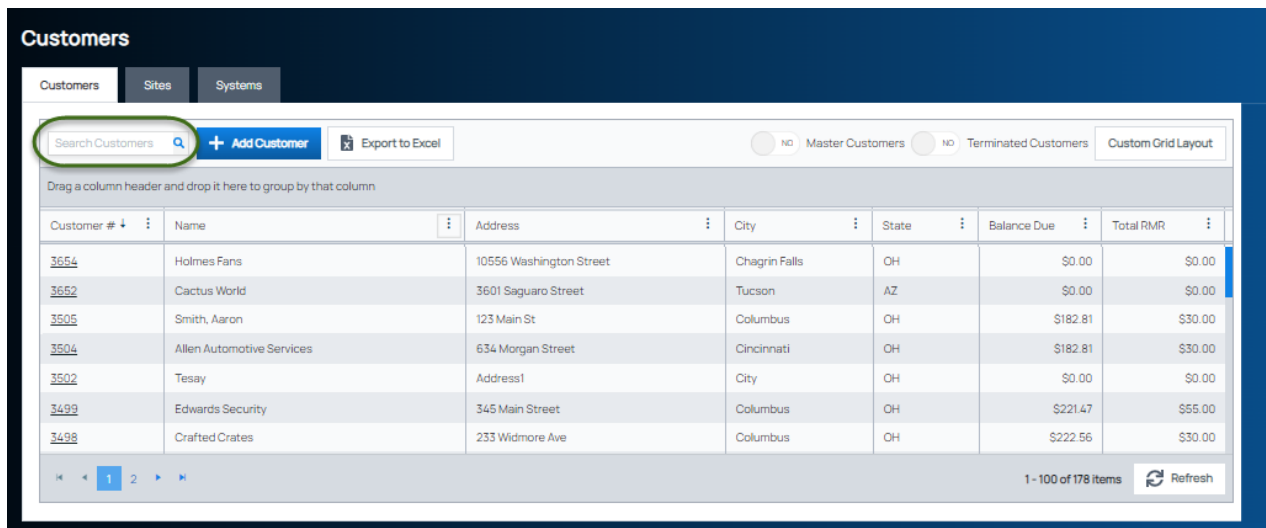 Customers
Customers Sites Systems
Search Customers + Add Customer Export to Excel NO Master Customers NO Terminated Customers Custom Grid Layout
Drag a column header and drop it here to group by that column
Customer # ↓ Name Address City State Balance Due Total RMR
3654 Holmes Fans 10556 Washington Street Chagrin Falls OH $0.00 $0.00
3652 Cactus World 3601 Saguaro Street Tucson AZ $0.00 $0.00
3505 Smith, Aaron 123 Main St Columbus OH $182.81 $30.00
3504 Allen Automotive Services 634 Morgan Street Cincinnati OH $182.81 $30.00
3502 Tesay Address1 City OH $0.00 $0.00
3499 Edwards Security 345 Main Street Columbus OH $221.47 $55.00
3498 Crafted Crates 233 Widmore Ave Columbus OH $222.56 $30.00
1 2 1 - 100 of 178 items Refresh